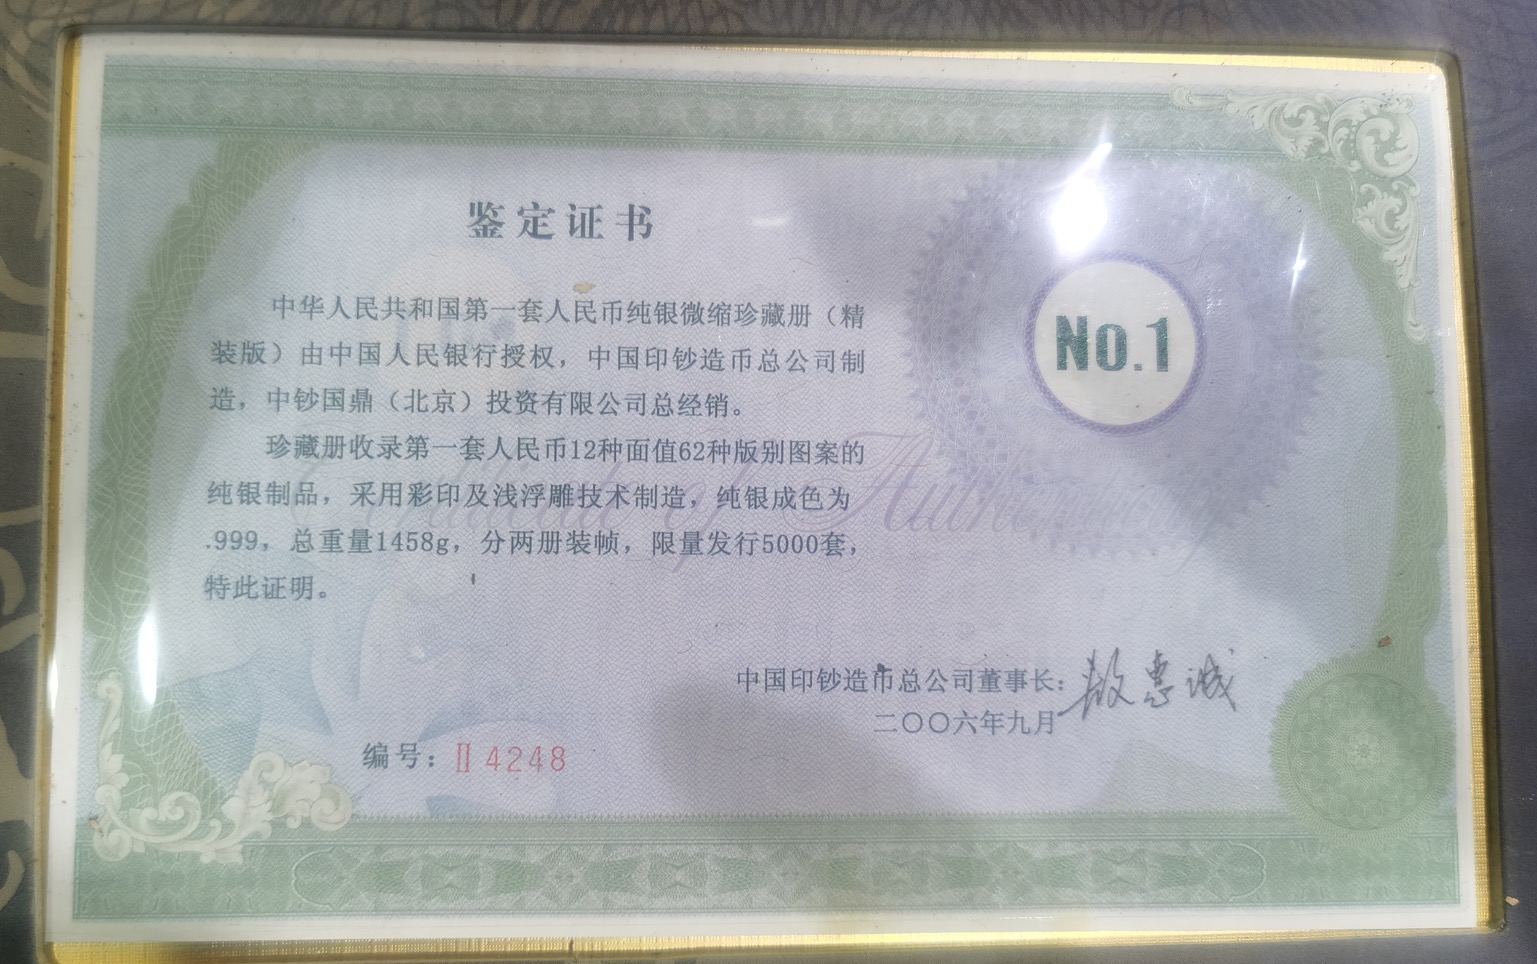 鉴定证书
No.1
中华人民共和国第一套人民币纯银微缩珍藏册（精
装版）由中国人民银行授权，中国印钞造币总公司制
造，中钞国鼎（北京）投资有限公司总经销。
珍藏册收录第一套人民币12种面值62种版别图案的
纯银制品，采用彩印及浅浮雕技术制造，纯银成色为
.999，总重量1458g，分两册装帧，限量发行5000套，
特此证明。
Certificate of Authenticity
中国印钞造币总公司董事长：敖惠诚
二〇〇六年九月
编号：Ⅱ4248